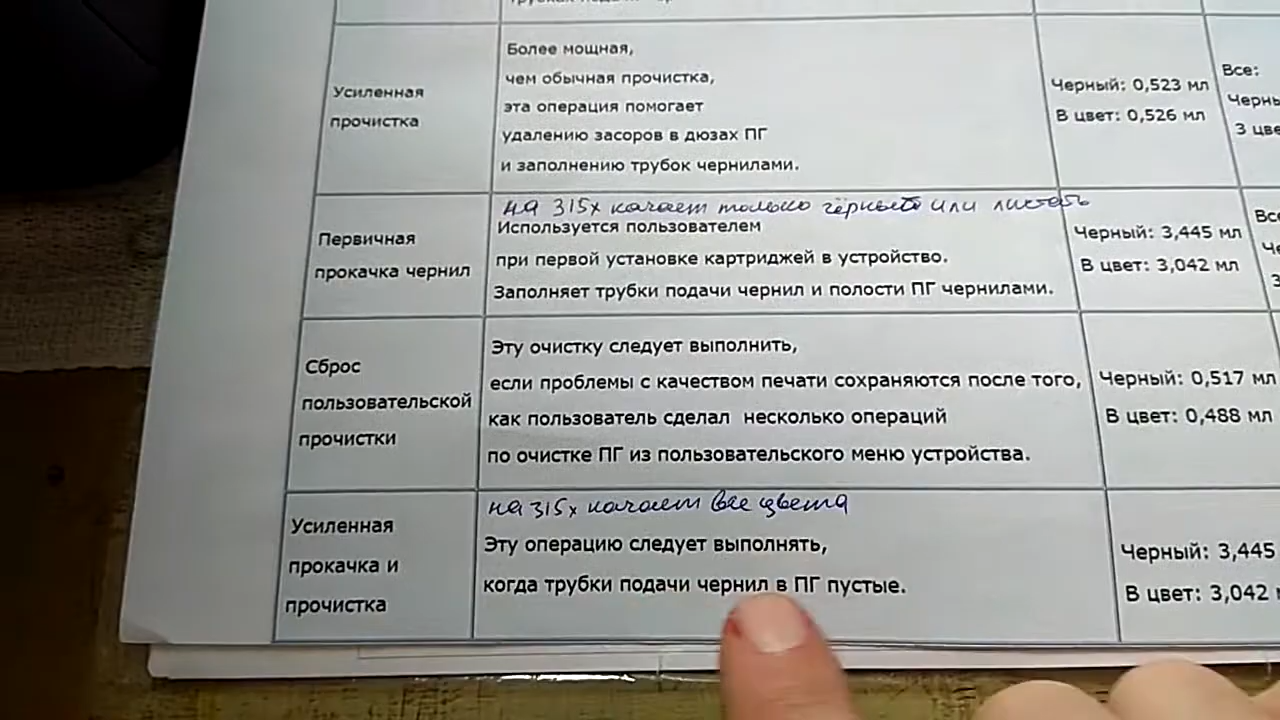 Усиленная
прочистка
Более мощная,
чем обычная прочистка,
эта операция помогает
удалению засоров в дюзах ПГ
и заполнению трубок чернилами.
Черный: 0,523 мл
В цвет: 0,526 мл
Все:
Первичная
прокачка чернил
на 315х качает только чёрный или листать
Используется пользователем
при первой установке картриджей в устройство.
Заполняет трубки подачи чернил и полости ПГ чернилами.
Черный: 3,445 мл
В цвет: 3,042 мл
Сброс
пользовательской
прочистки
Эту очистку следует выполнить,
если проблемы с качеством печати сохраняются после того,
как пользователь сделал несколько операций
по очистке ПГ из пользовательского меню устройства.
Черный: 0,517 мл
В цвет: 0,488 мл
Усиленная
прокачка и
прочистка
на 315х качает все цвета
Эту операцию следует выполнять,
когда трубки подачи чернил в ПГ пустые.
Черный: 3,445
В цвет: 3,042